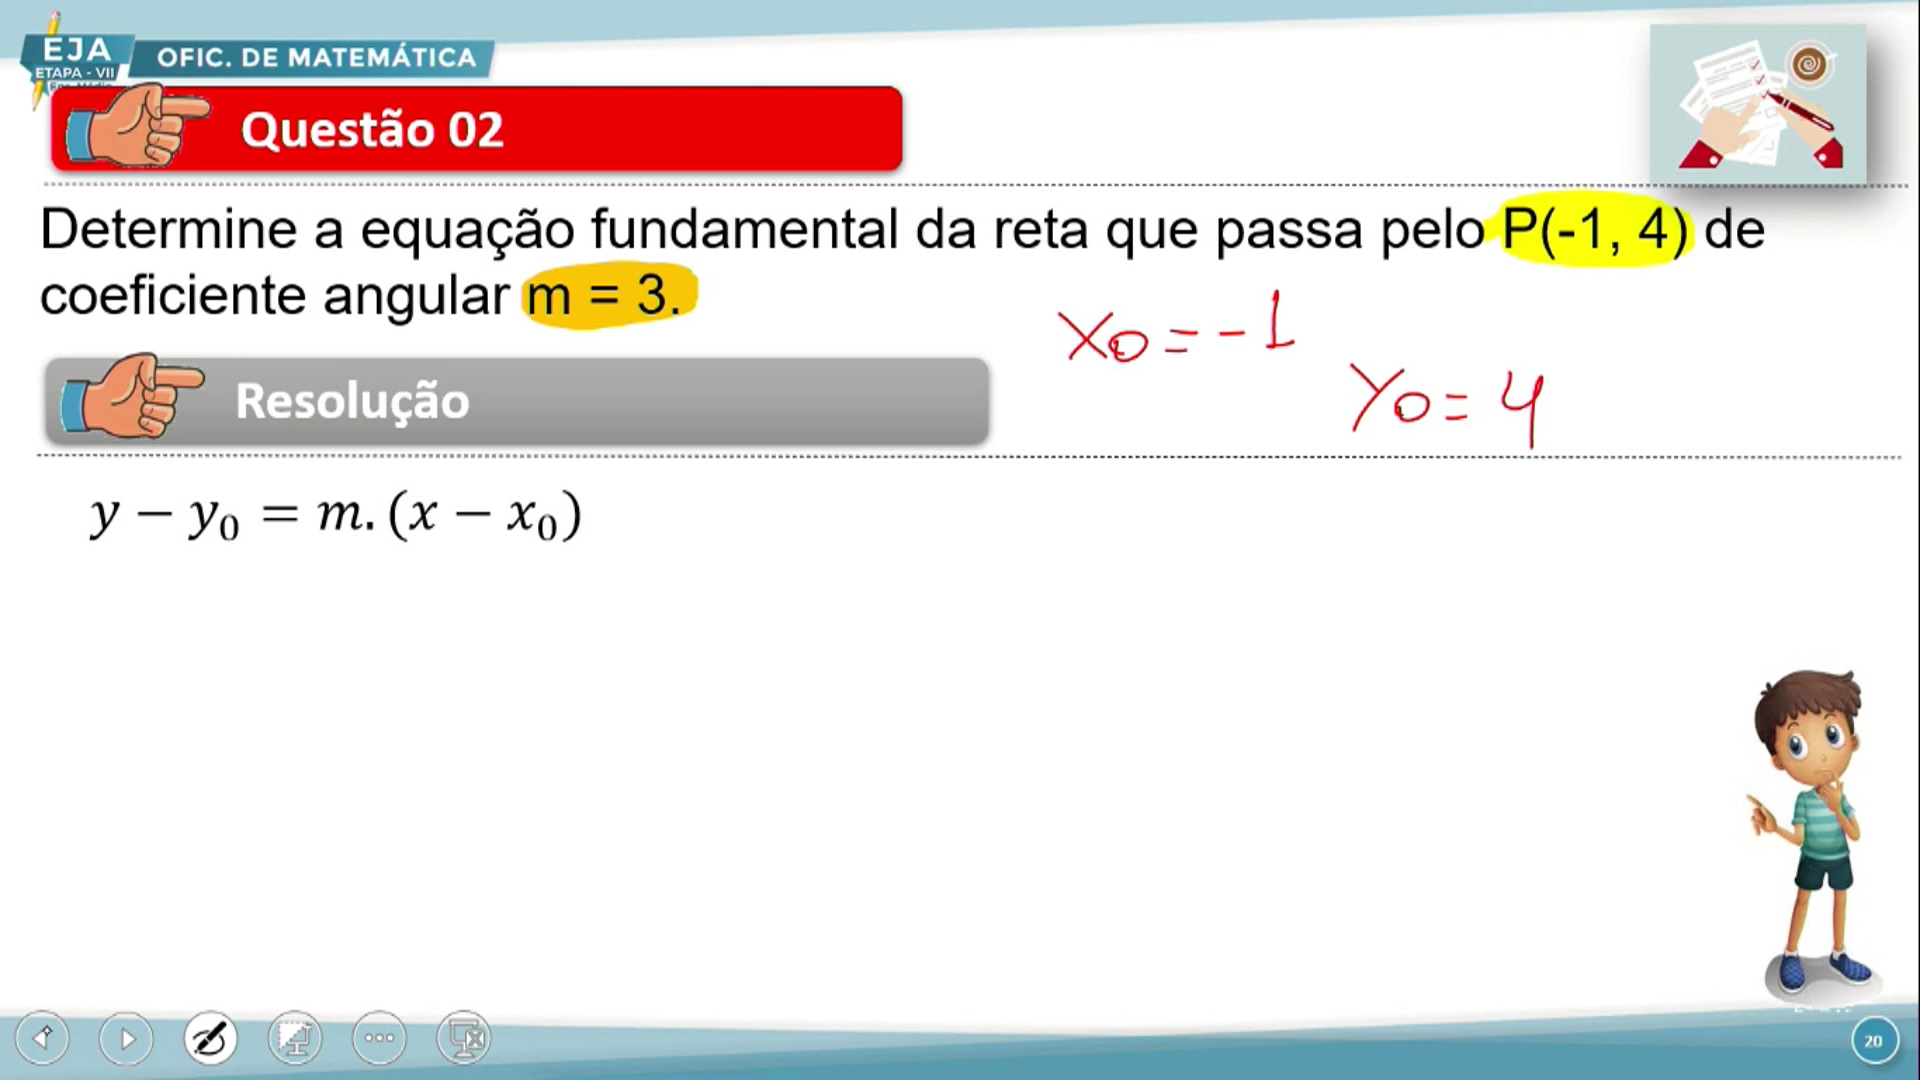 EJA
ETAPA - VII
OFIC. DE MATEMÁTICA
Questão 02
Determine a equação fundamental da reta que passa pelo P(-1, 4) de
coeficiente angular m = 3.
x₀ = -1
y₀ = 4
Resolução
y − y₀ = m. (x − x₀)
20